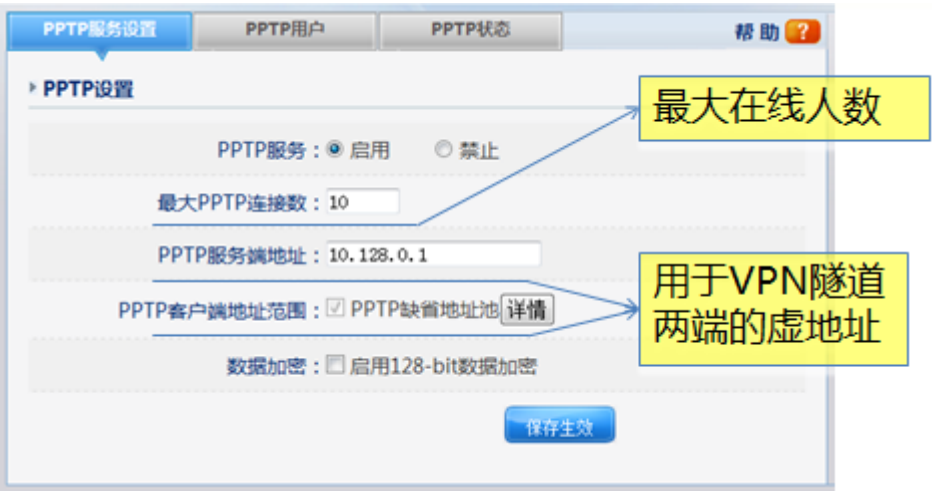 PPTP服务设置 PPTP用户 PPTP状态 帮助 ?
PPTP设置
最大在线人数
PPTP服务：启用 禁止
最大PPTP连接数：10
PPTP服务端地址：10.128.0.1
用于VPN隧道
两端的虚地址
PPTP客户端地址范围：PPTP缺省地址池 详情
数据加密：启用128-bit数据加密
保存生效